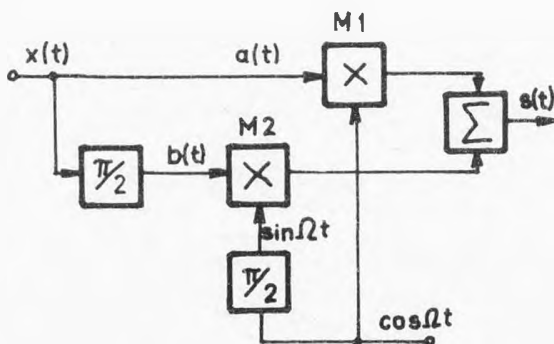 M1
x(t) a(t) × s(t)
M2 Σ
π/2 b(t) ×
sinΩt
π/2
cosΩt